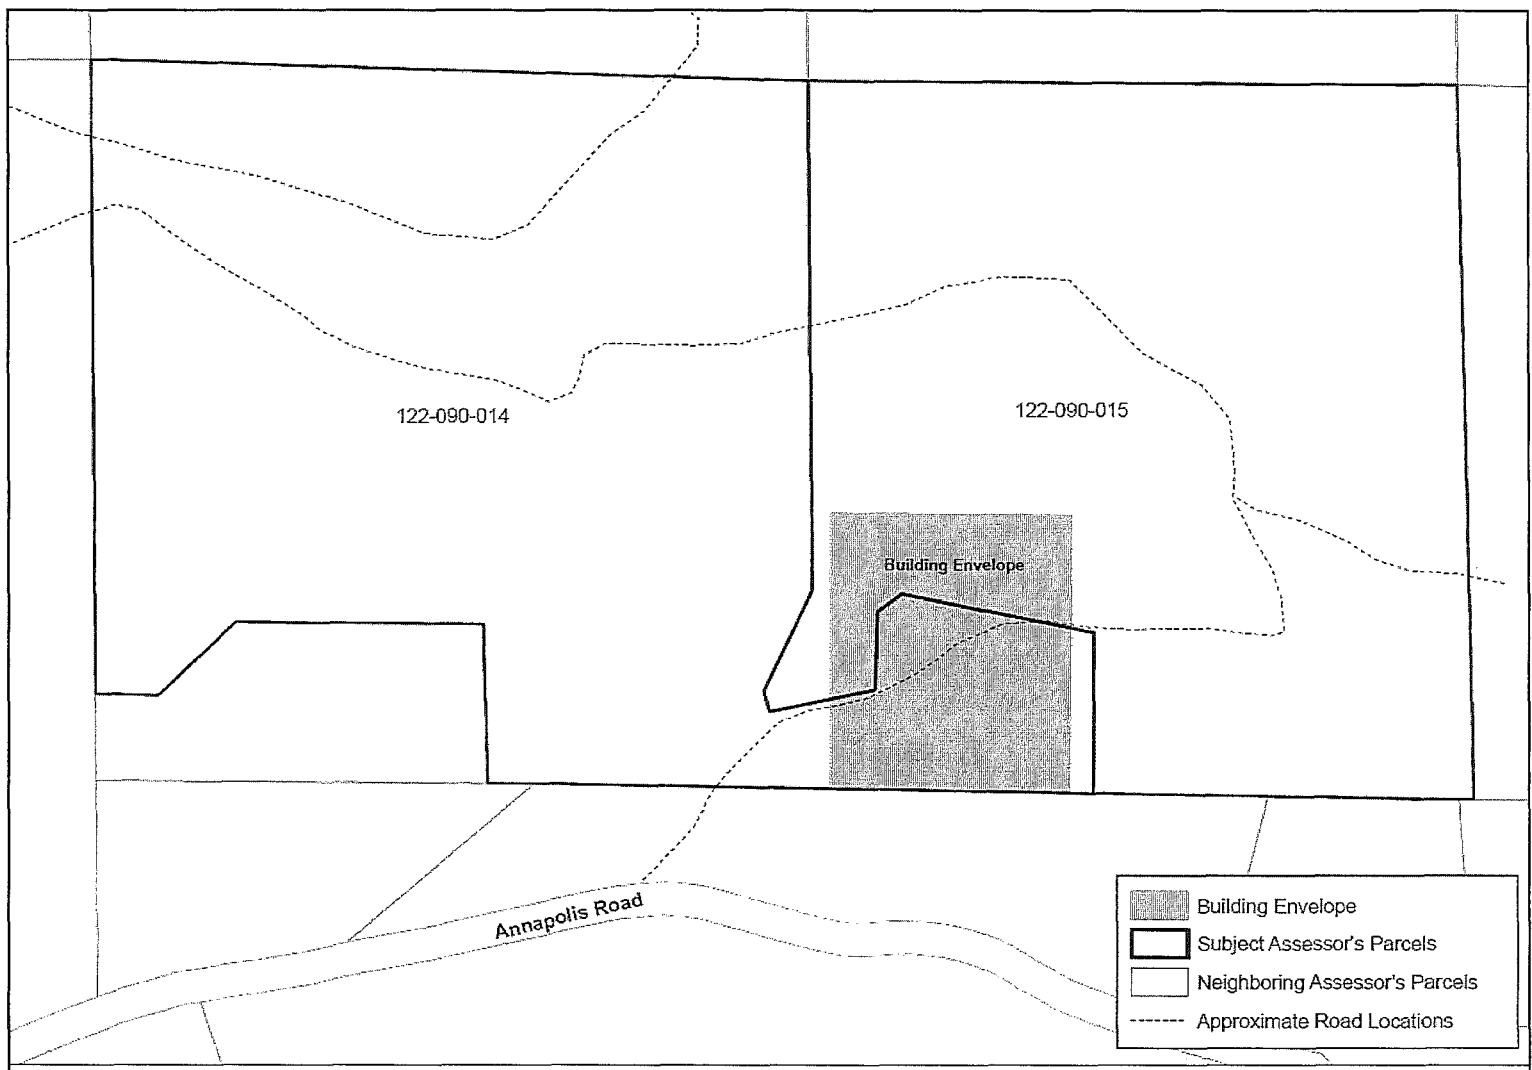 122-090-014
122-090-015
Building Envelope
Annapolis Road
Building Envelope
Subject Assessor's Parcels
Neighboring Assessor's Parcels
Approximate Road Locations